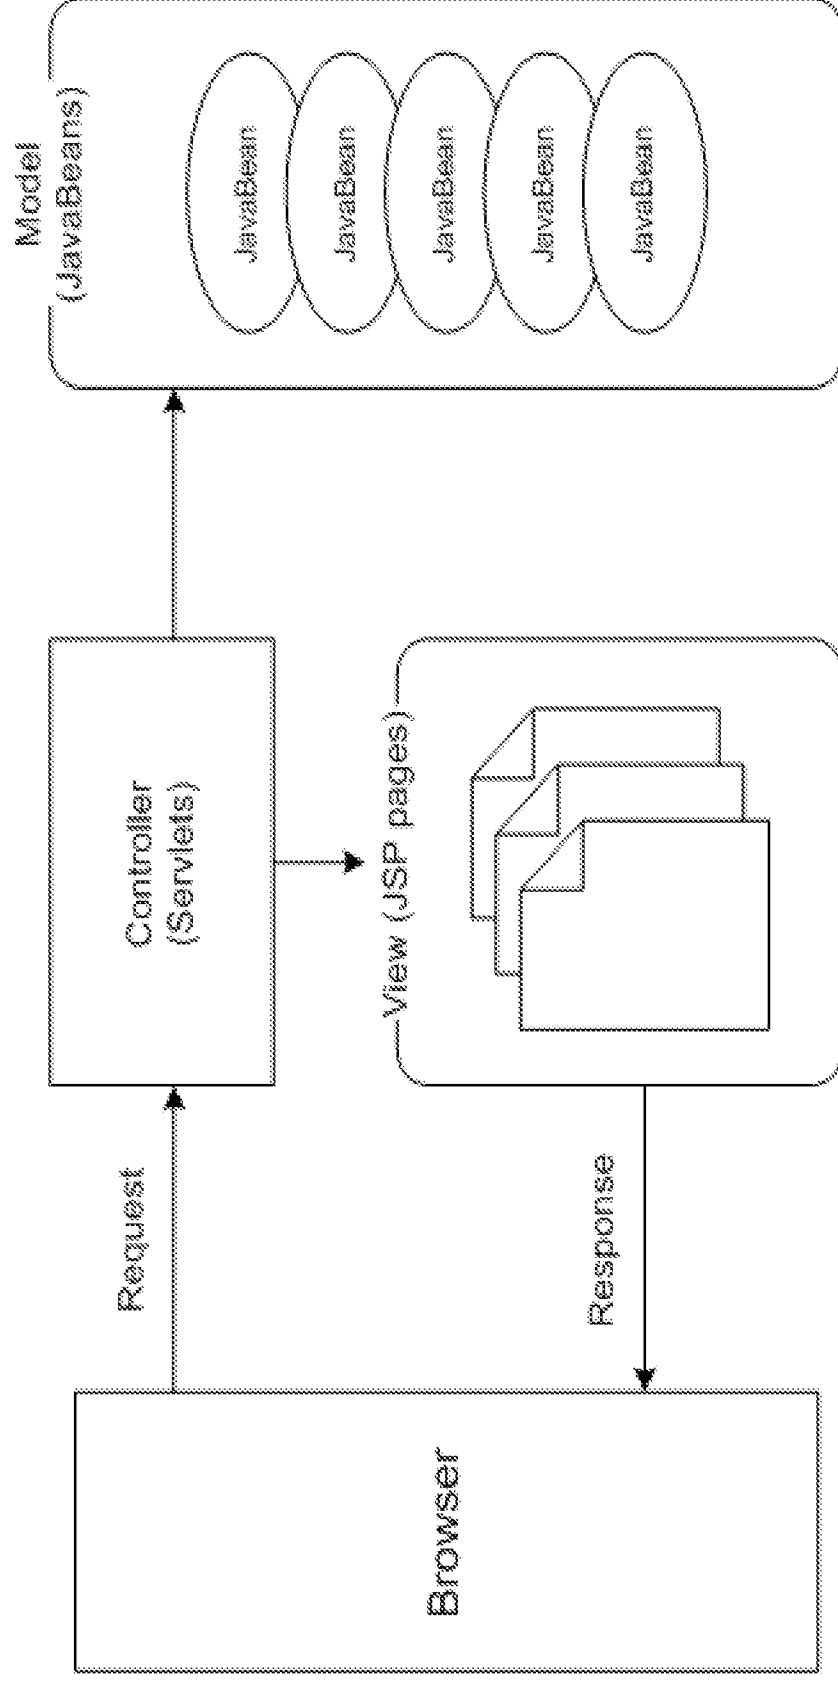 Browser
Request
Response
Controller
(Servlets)
View (JSP pages)
Model
(JavaBeans)
JavaBean
JavaBean
JavaBean
JavaBean
JavaBean